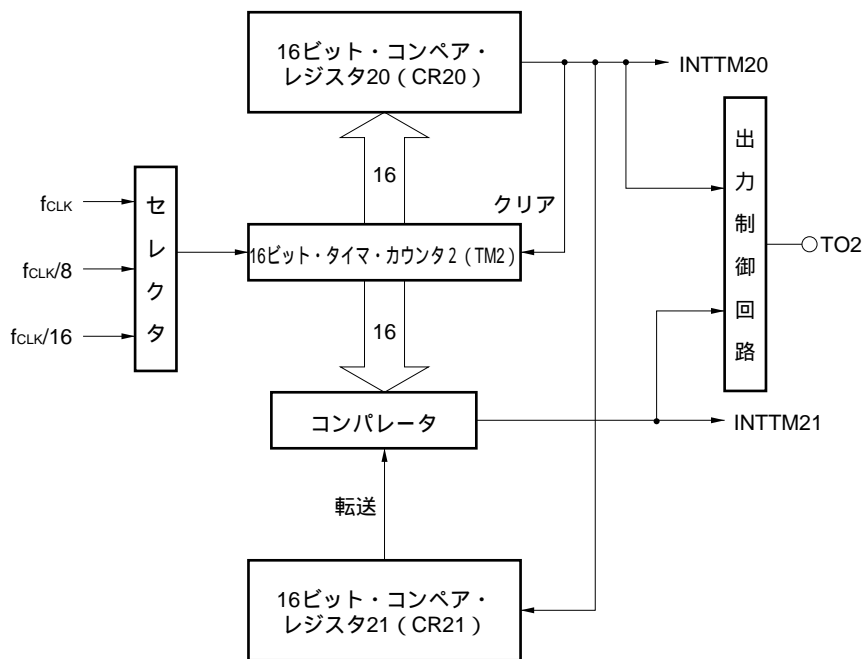 16ビット・コンペア・
レジスタ20（CR20）
INTTM20
出力制御回路
16
クリア
セレクタ
fCLK
fCLK/8
fCLK/16
16ビット・タイマ・カウンタ2（TM2）
TO2
16
コンパレータ
INTTM21
転送
16ビット・コンペア・
レジスタ21（CR21）